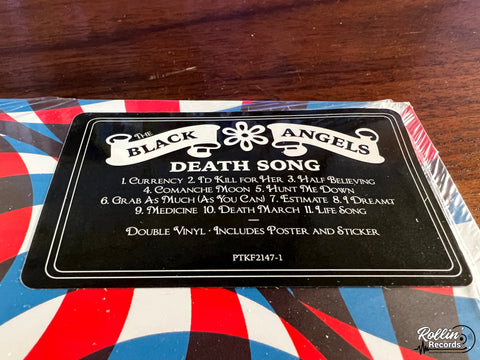 THE
BLACK ANGELS
DEATH SONG
1. CURRENCY 2. I'D KILL FOR HER 3. HALF BELIEVING
4. COMANCHE MOON 5. HUNT ME DOWN
6. GRAB AS MUCH (AS YOU CAN) 7. ESTIMATE 8. I DREAMT
9. MEDICINE 10. DEATH MARCH 11. LIFE SONG
—
DOUBLE VINYL · INCLUDES POSTER AND STICKER
PTKF2147-1
Rollin'
Records